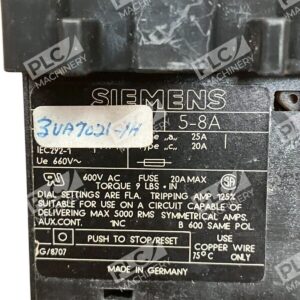 SIEMENS
5-8A
3UA7021-1H
IEC292-1
Ue 660V~
"B" 25A
"C" 20A
600V AC FUSE 20A MAX
TORQUE 9 LBS · IN
DIAL SETTINGS ARE FLA. TRIPPING AMP. 125%
SUITABLE FOR USE ON A CIRCUIT CAPABLE OF
DELIVERING MAX 5000 RMS SYMMETRICAL AMPS.
AUX.CONT. 1NC B 600 SAME POL
PUSH TO STOP/RESET
USE
COPPER WIRE
75°C ONLY
G/8707
MADE IN GERMANY
PLC
MACHINERY